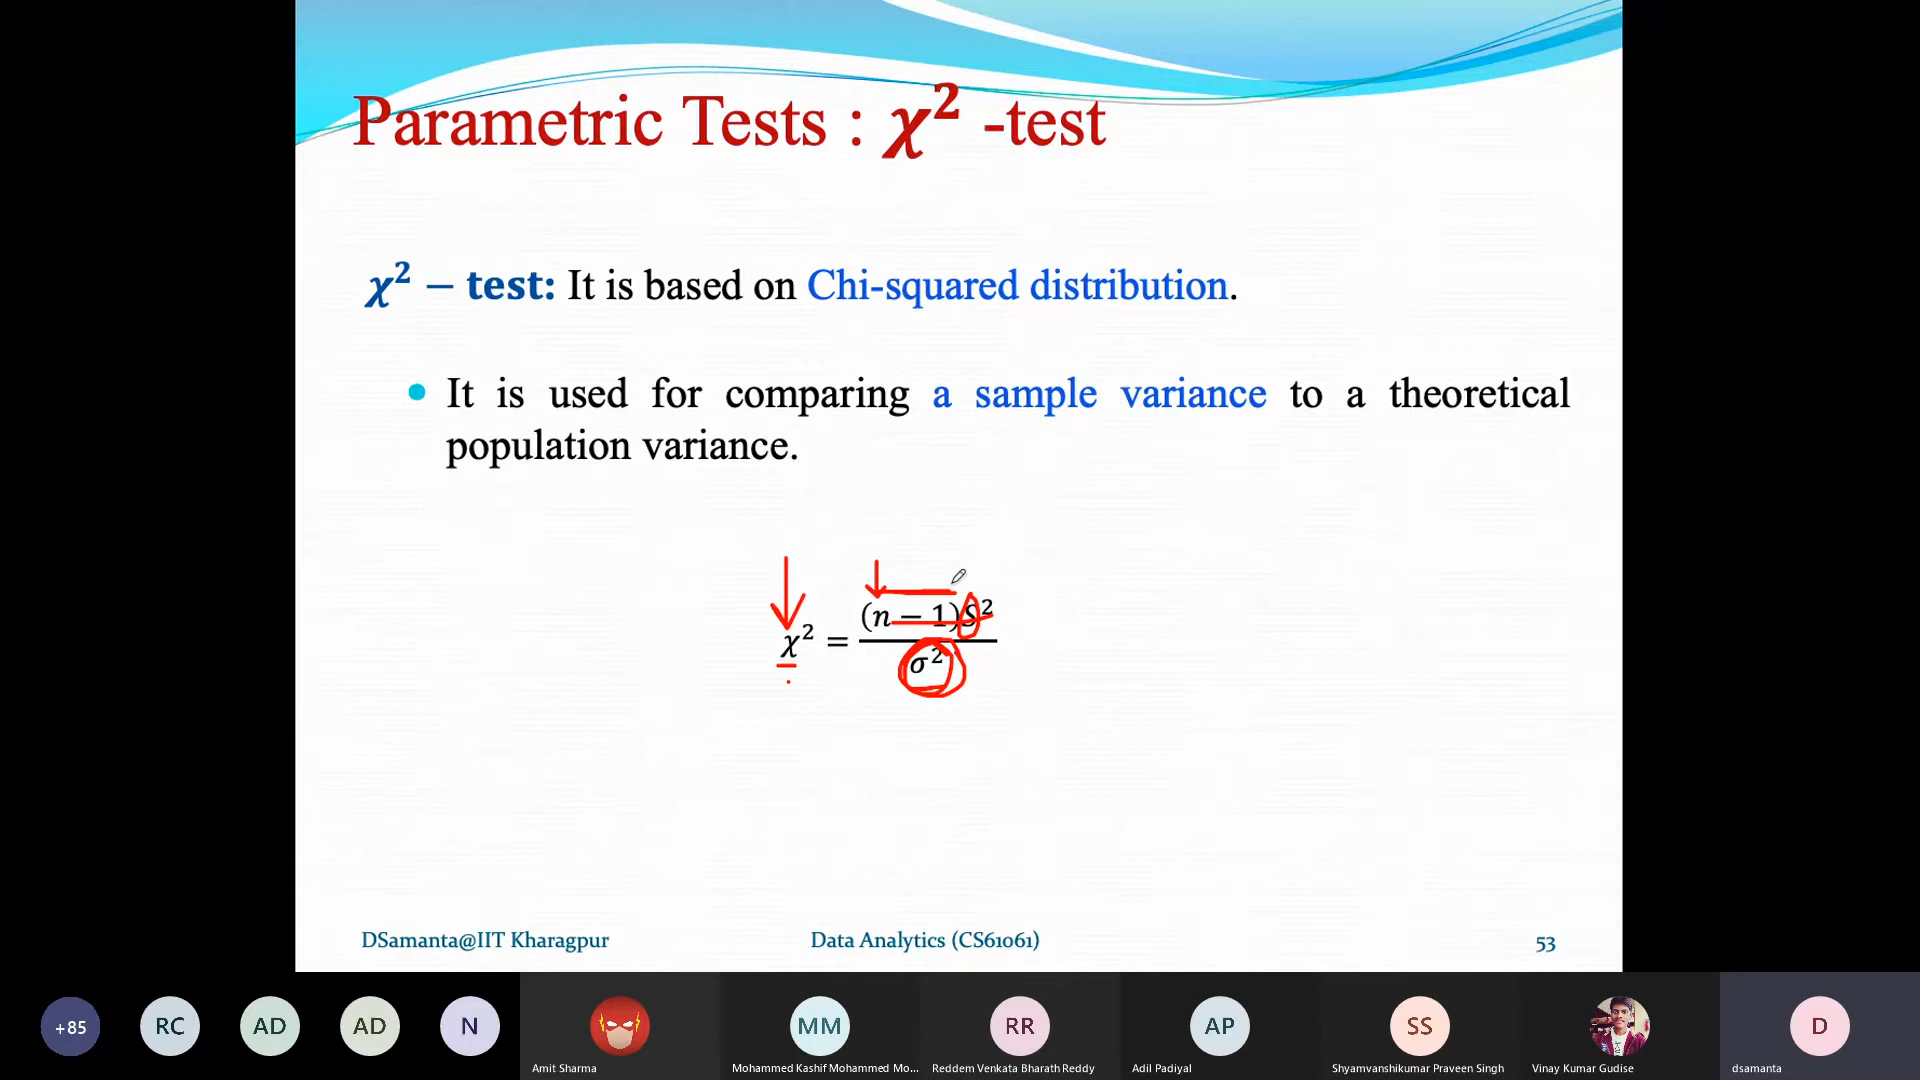 Parametric Tests : χ² -test
χ² – test: It is based on Chi-squared distribution.
It is used for comparing a sample variance to a theoretical
population variance.
χ² = (n − 1)S² / σ²
DSamanta@IIT Kharagpur
Data Analytics (CS61061)
53
+85
RC
AD
AD
N
MM
RR
AP
SS
D
Amit Sharma
Mohammed Kashif Mohammed Mo...
Reddem Venkata Bharath Reddy
Adil Padiyal
Shyamvanshikumar Praveen Singh
Vinay Kumar Gudise
dsamanta